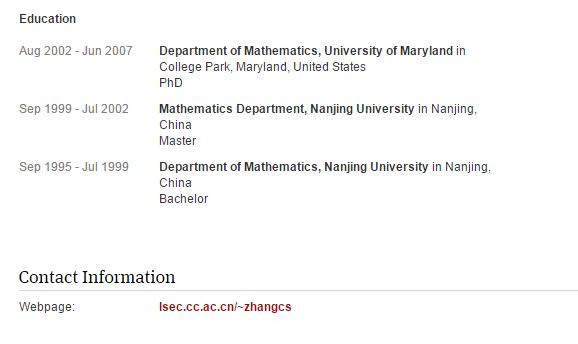 Education
Aug 2002 - Jun 2007 Department of Mathematics, University of Maryland in
College Park, Maryland, United States
PhD
Sep 1999 - Jul 2002 Mathematics Department, Nanjing University in Nanjing,
China
Master
Sep 1995 - Jul 1999 Department of Mathematics, Nanjing University in Nanjing,
China
Bachelor
Contact Information
Webpage: lsec.cc.ac.cn/~zhangcs